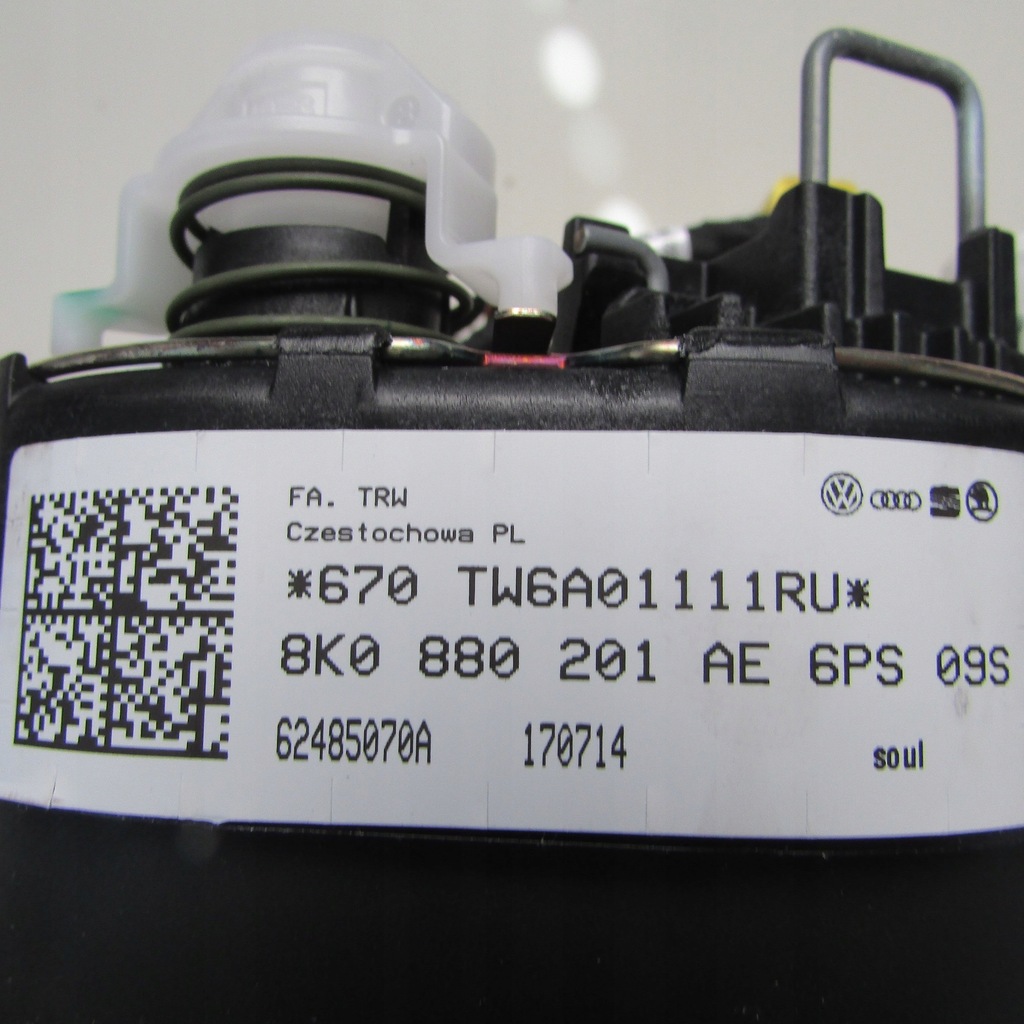 FA. TRW
Czestochowa PL
*670 TW6A01111RU*
8K0 880 201 AE 6PS 09S
62485070A 170714 soul